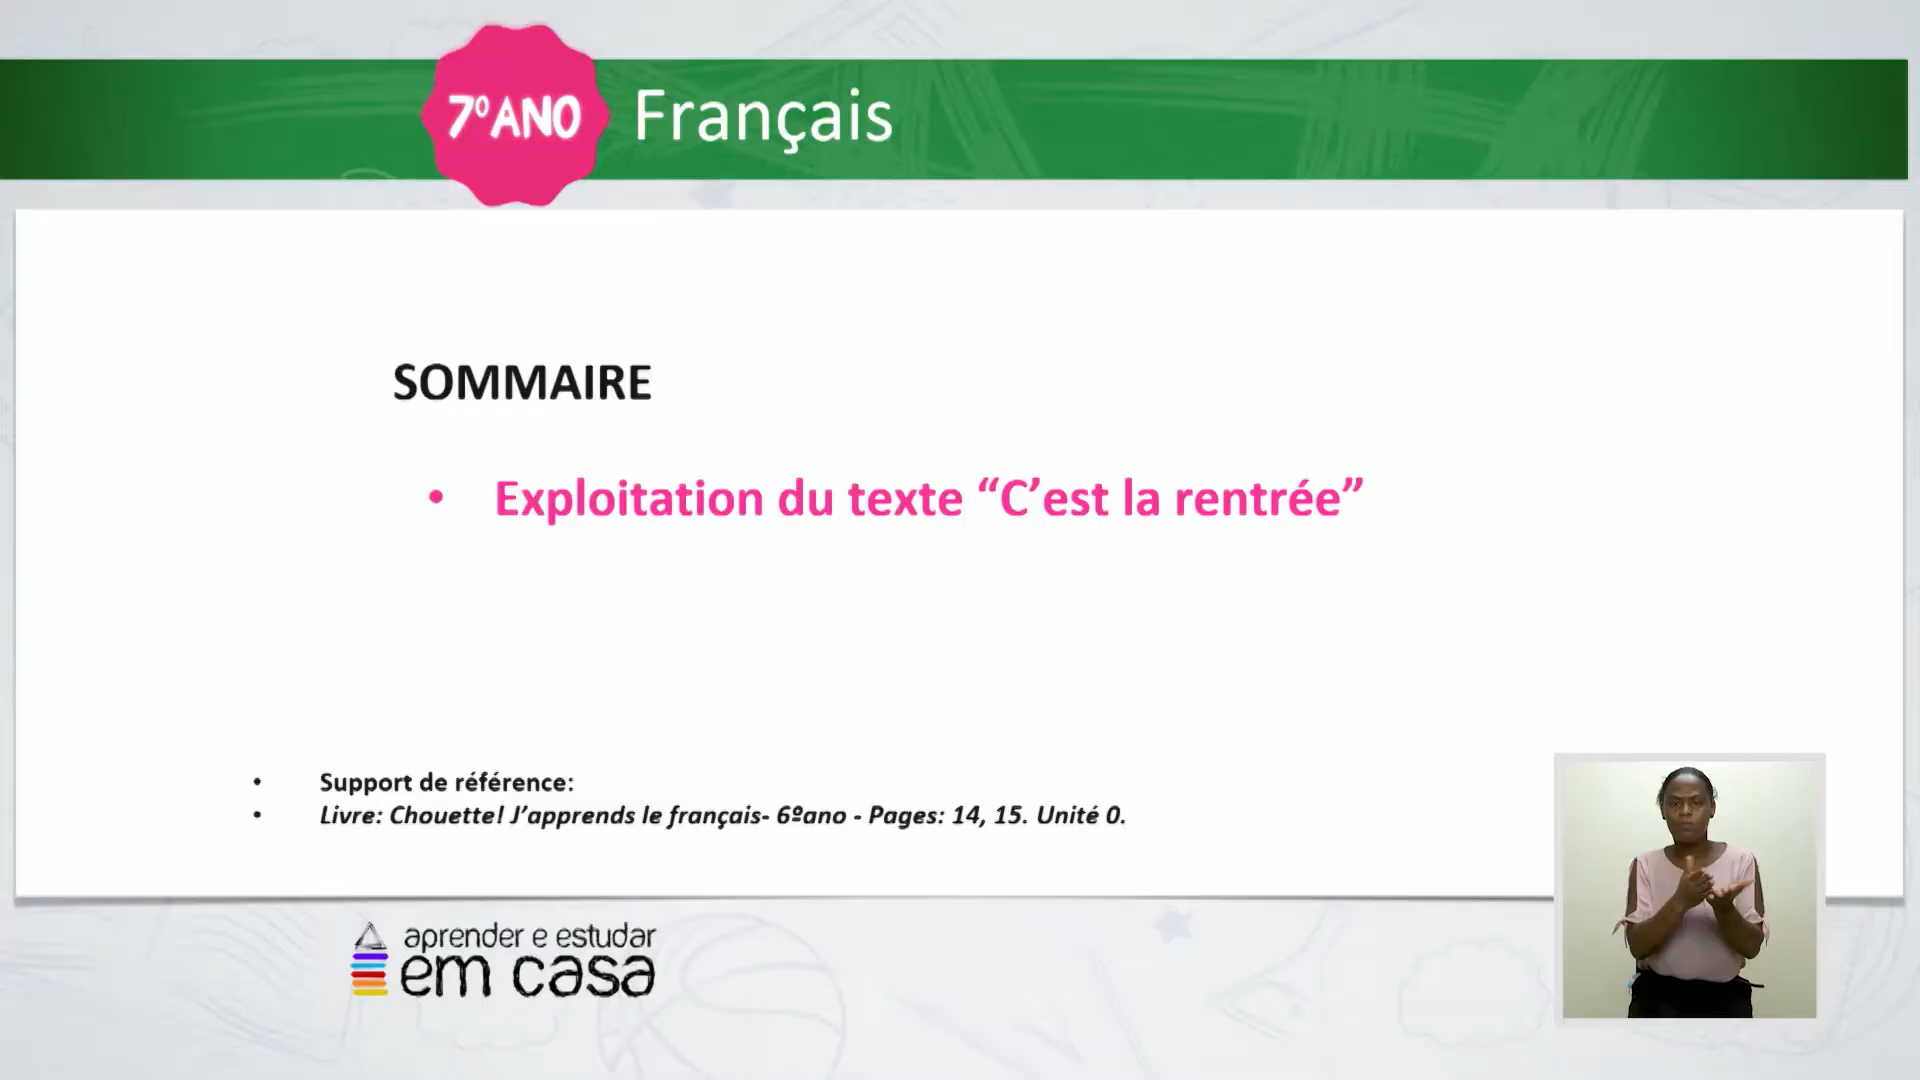 7ºANO Français
SOMMAIRE
• Exploitation du texte “C’est la rentrée”
• Support de référence:
• Livre: Chouette! J’apprends le français- 6ºano - Pages: 14, 15. Unité 0.
aprender e estudar
em casa